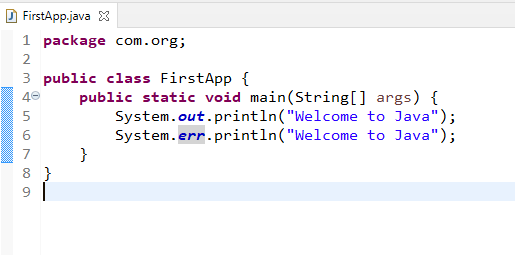 FirstApp.java
1 package com.org;
2
3 public class FirstApp {
4     public static void main(String[] args) {
5         System.out.println("Welcome to Java");
6         System.err.println("Welcome to Java");
7     }
8 }
9